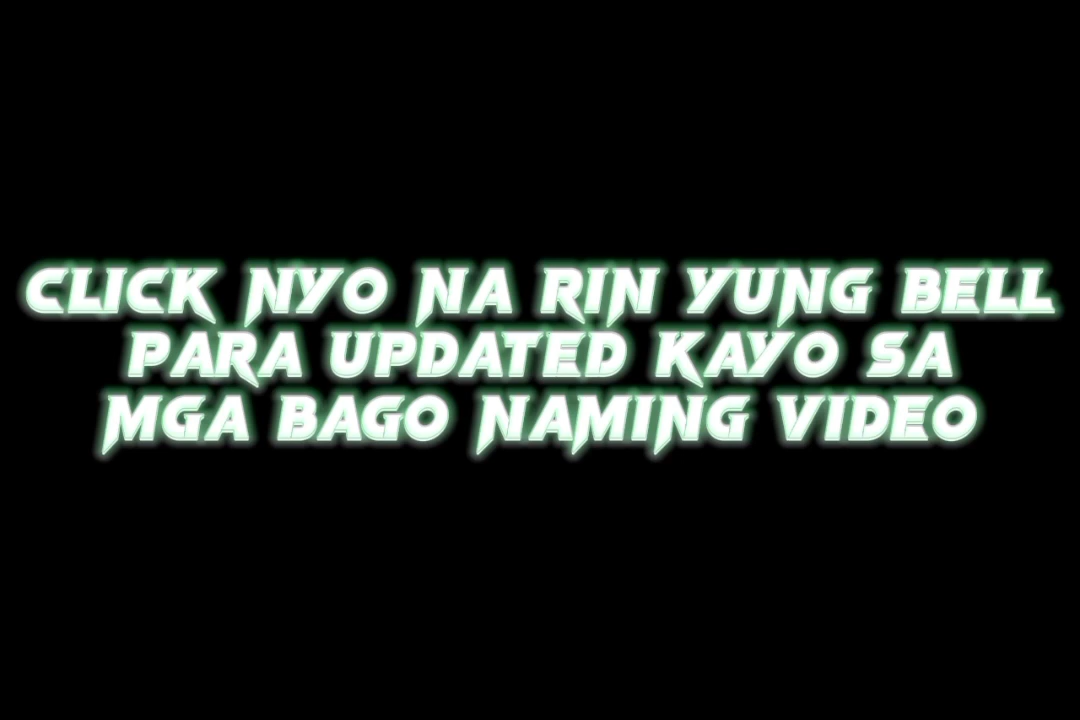 CLICK NYO NA RIN YUNG BELL
PARA UPDATED KAYO SA
MGA BAGO NAMING VIDEO